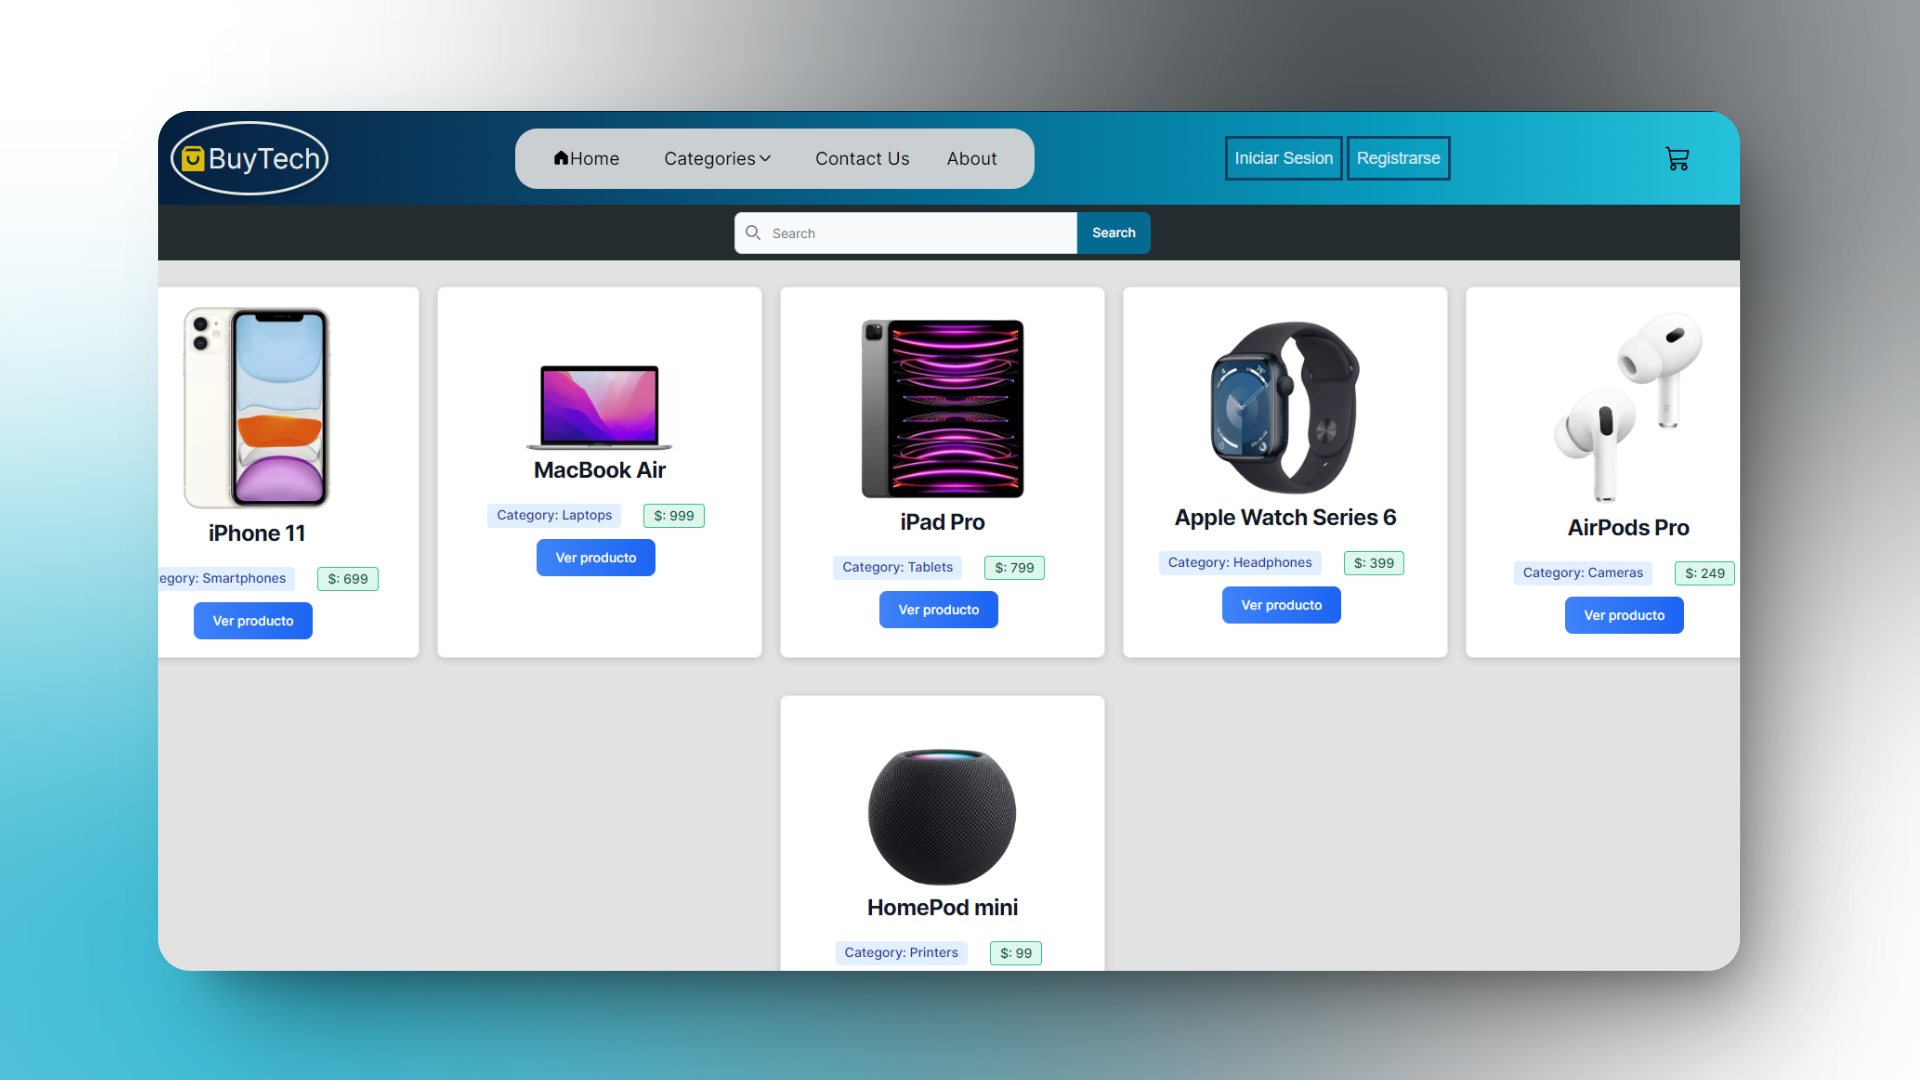 BuyTech
Home
Categories
Contact Us
About
Iniciar Sesion
Registrarse
Search
Search
iPhone 11
egory: Smartphones
$: 699
Ver producto
MacBook Air
Category: Laptops
$: 999
Ver producto
iPad Pro
Category: Tablets
$: 799
Ver producto
Apple Watch Series 6
Category: Headphones
$: 399
Ver producto
AirPods Pro
Category: Cameras
$: 249
Ver producto
HomePod mini
Category: Printers
$: 99